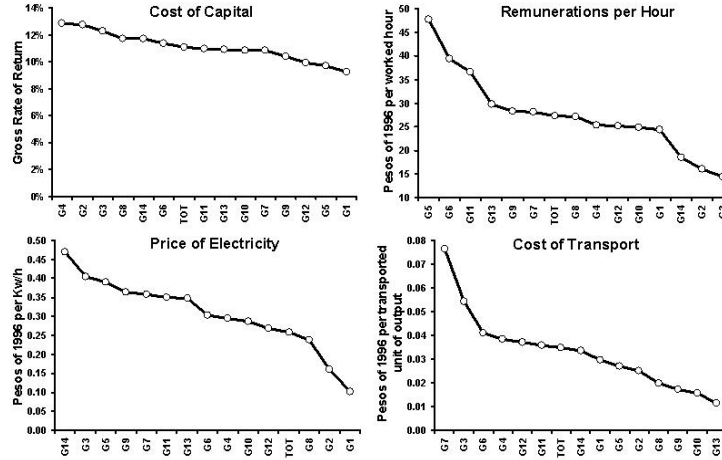 Cost of Capital
Gross Rate of Return
14%
12%
10%
8%
6%
4%
2%
0%
G4 G2 G3 G8 G14 G6 TOT G11 G13 G10 G7 G9 G12 G5 G1
Remunerations per Hour
Pesos of 1996 per worked hour
50
45
40
35
30
25
20
15
10
G5 G6 G11 G13 G9 G7 TOT G8 G4 G12 G10 G1 G14 G2 G3
Price of Electricity
Pesos of 1996 per Kw/h
0.50
0.45
0.40
0.35
0.30
0.25
0.20
0.15
0.10
0.05
0.00
G14 G3 G5 G9 G7 G11 G13 G6 G4 G10 G12 TOT G8 G2 G1
Cost of Transport
Pesos of 1996 per transported
unit of output
0.08
0.07
0.06
0.05
0.04
0.03
0.02
0.01
0.00
G7 G3 G6 G4 G12 G11 TOT G14 G1 G5 G2 G8 G9 G10 G13